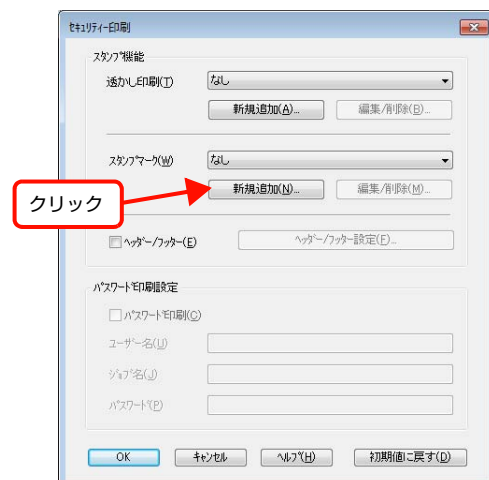 セキュリティー印刷
スタンプ機能
透かし印刷(T) なし
新規追加(A)... 編集/削除(B)...
スタンプマーク(W) なし
クリック
新規追加(N)... 編集/削除(M)...
ヘッダー/フッター(E) ヘッダー/フッター設定(F)...
パスワード印刷設定
パスワード印刷(C)
ユーザー名(U)
ジョブ名(J)
パスワード(P)
OK キャンセル ヘルプ(H) 初期値に戻す(D)